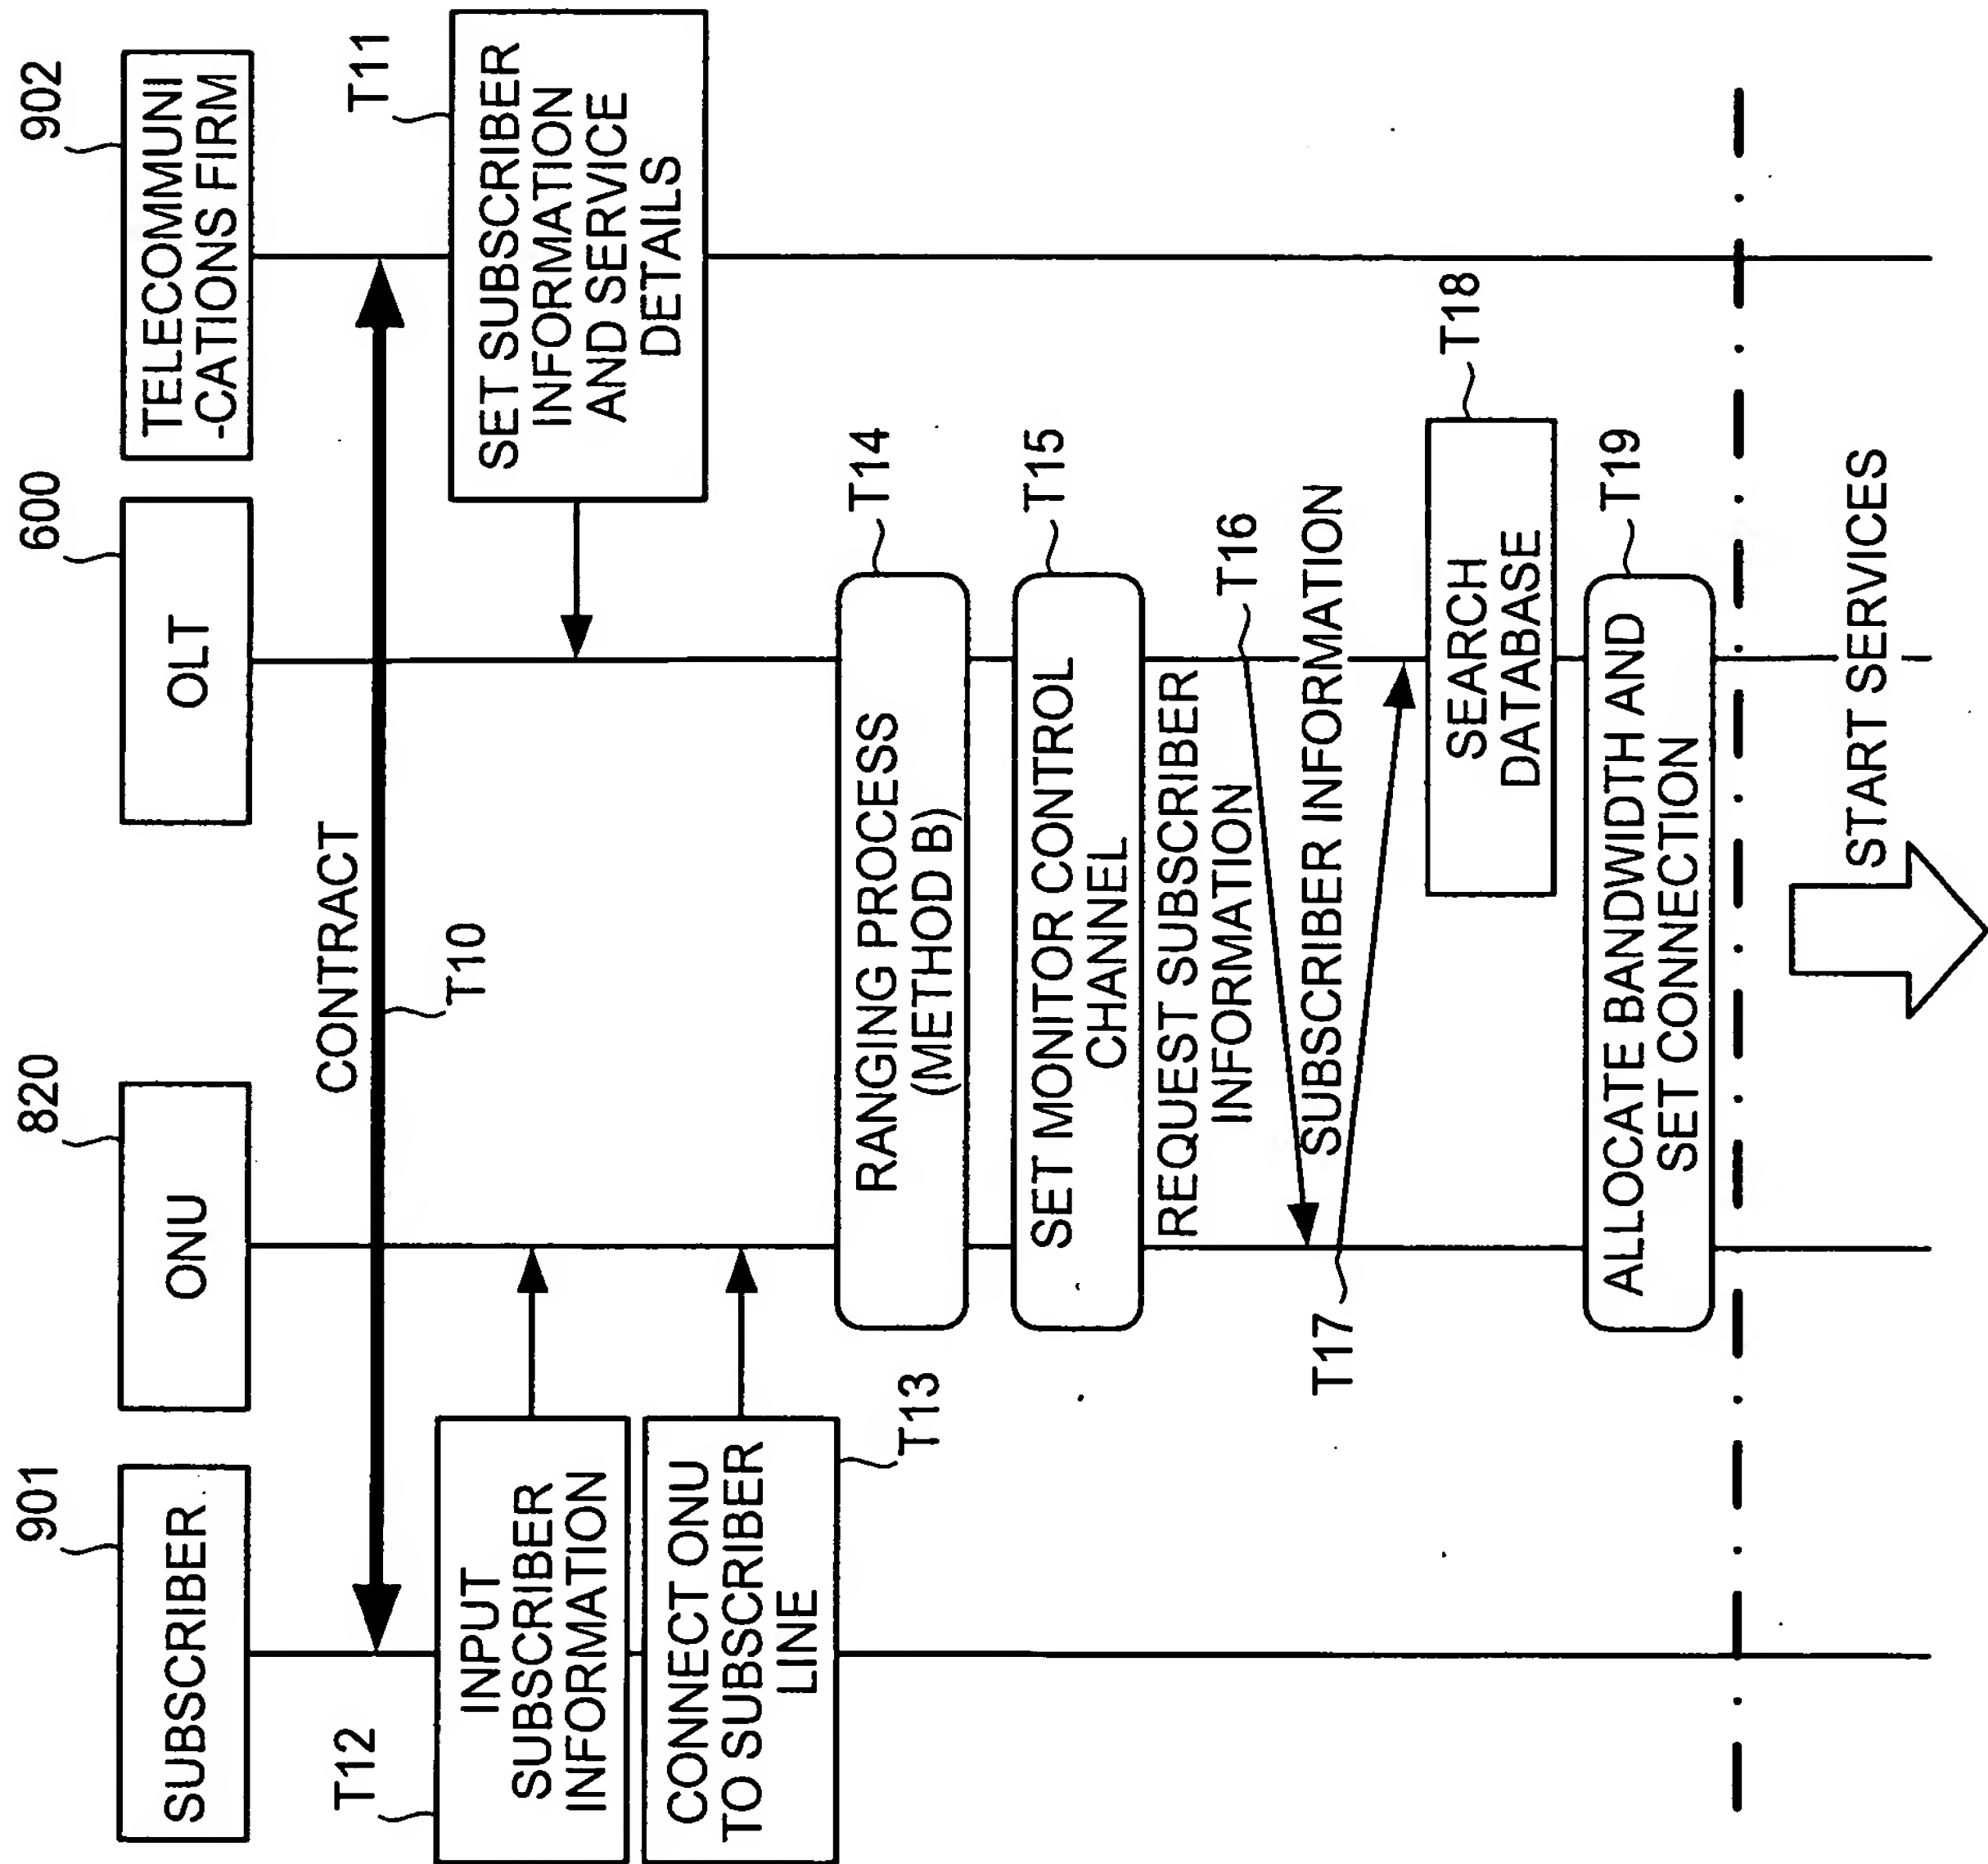 901
SUBSCRIBER
820
ONU
600
OLT
902
TELECOMMUNI
-CATIONS FIRM
CONTRACT
T10
T11
SET SUBSCRIBER
INFORMATION
AND SERVICE
DETAILS
T12
INPUT
SUBSCRIBER
INFORMATION
CONNECT ONU
TO SUBSCRIBER
LINE
T13
RANGING PROCESS
(METHOD B)
T14
SET MONITOR CONTROL
CHANNEL
T15
REQUEST SUBSCRIBER
INFORMATION
T16
SUBSCRIBER INFORMATION
T17
SEARCH
DATABASE
T18
ALLOCATE BANDWIDTH AND
SET CONNECTION
T19
START SERVICES